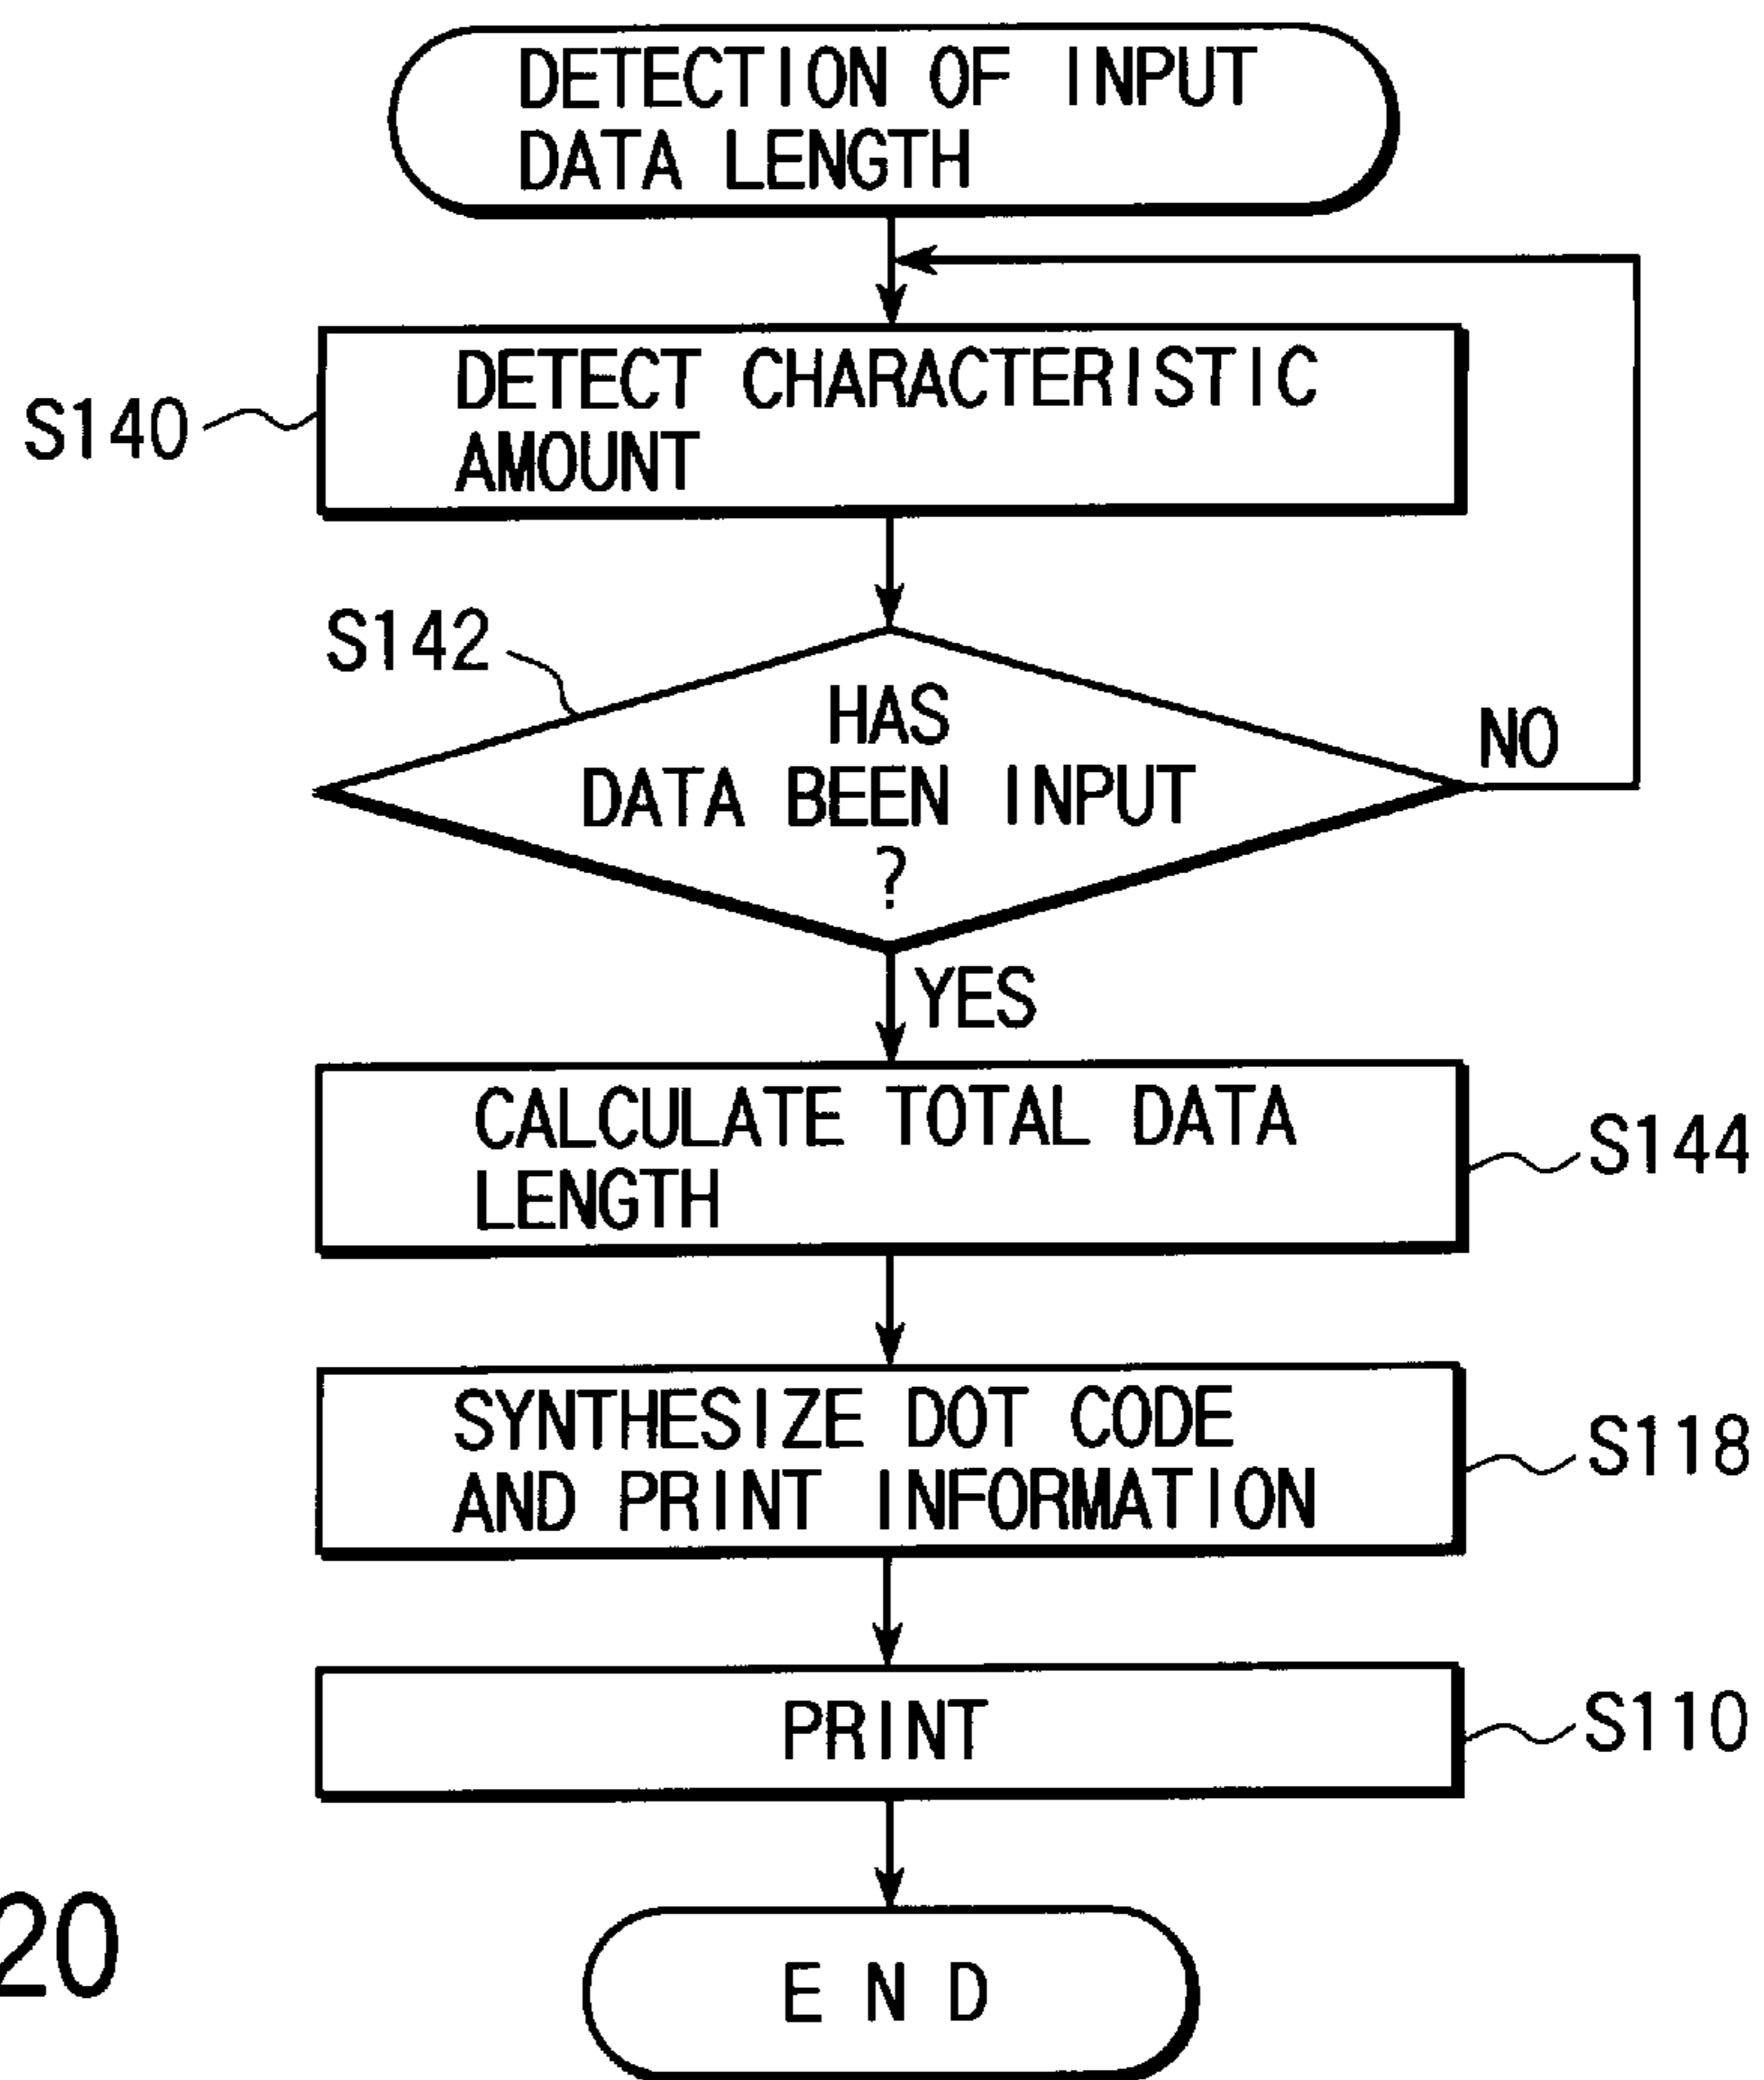 DETECTION OF INPUT
DATA LENGTH
S140
DETECT CHARACTERISTIC
AMOUNT
S142
HAS
DATA BEEN INPUT
?
NO
YES
CALCULATE TOTAL DATA
LENGTH
S144
SYNTHESIZE DOT CODE
AND PRINT INFORMATION
S118
PRINT
S110
20
END